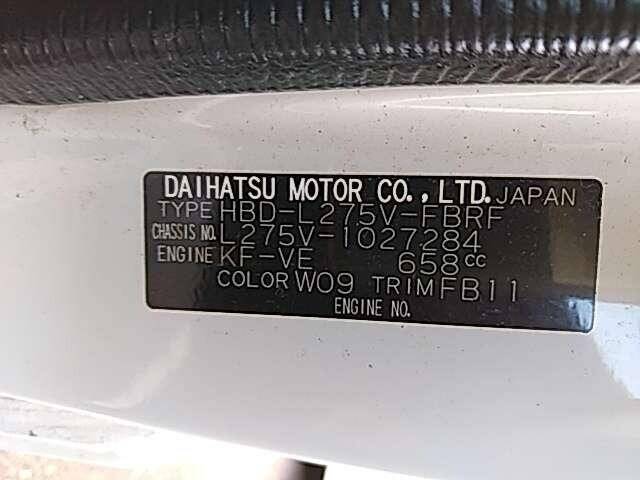 DAIHATSU MOTOR CO., LTD. JAPAN
TYPE HBD-L275V-FBRF
CHASSIS NO. L275V-1027284
ENGINE KF-VE 658cc
COLOR W09 TRIM FB11
ENGINE NO.